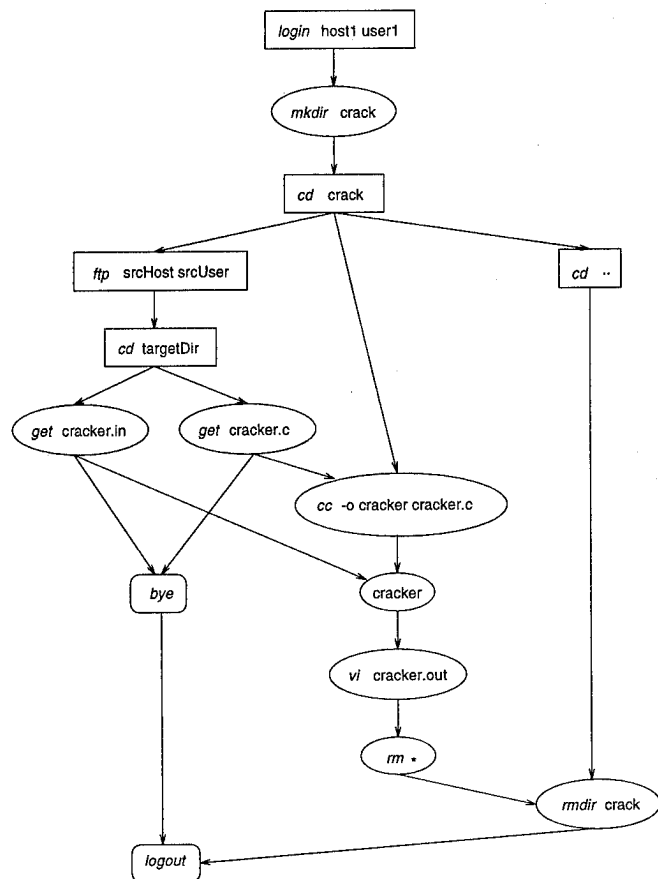 login host1 user1
mkdir crack
cd crack
ftp srcHost srcUser
cd ..
cd targetDir
get cracker.in
get cracker.c
cc -o cracker cracker.c
bye
cracker
vi cracker.out
rm *
rmdir crack
logout